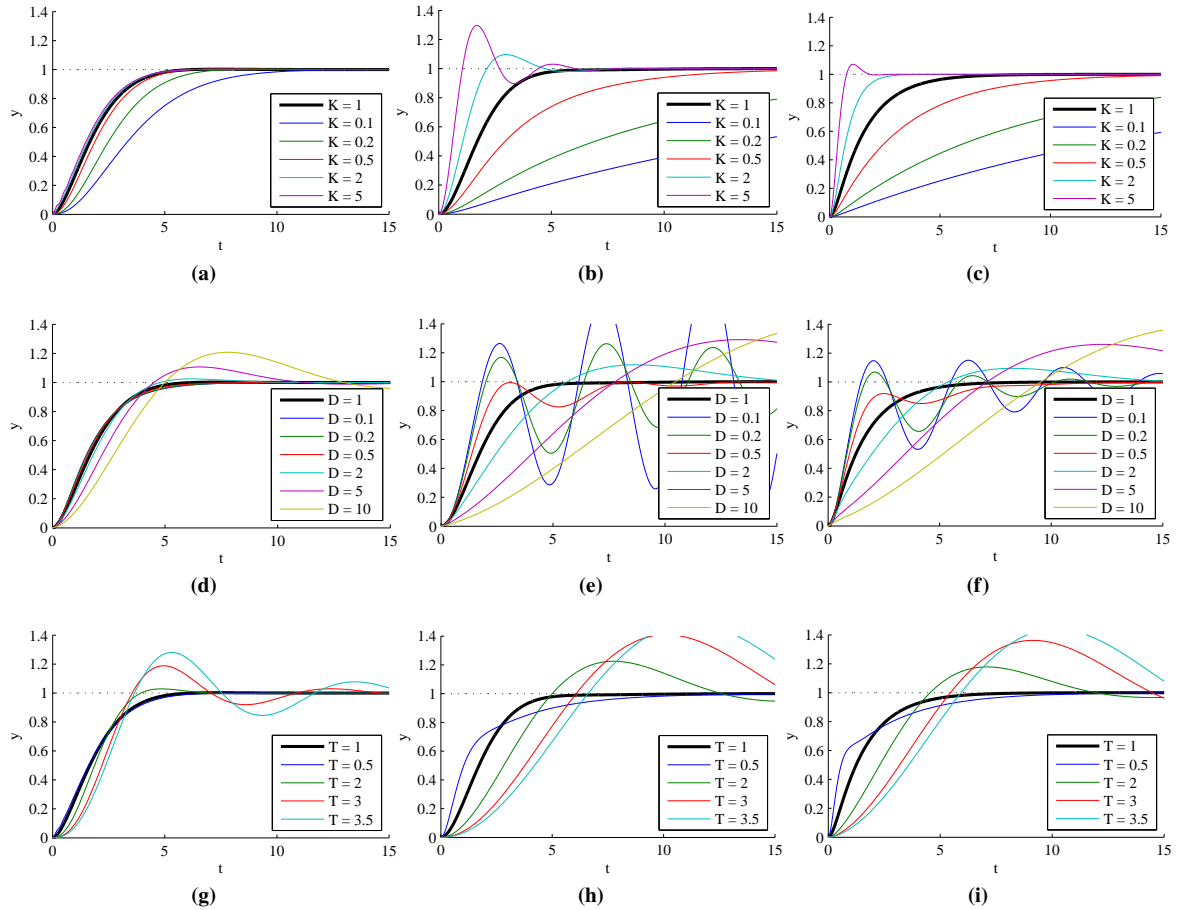 1.4
1.2
1
0.8
0.6
0.4
0.2
0
y
0
5
10
15
t
K = 1
K = 0.1
K = 0.2
K = 0.5
K = 2
K = 5
(a)
1.4
1.2
1
0.8
0.6
0.4
0.2
0
y
0
5
10
15
t
K = 1
K = 0.1
K = 0.2
K = 0.5
K = 2
K = 5
(b)
1.4
1.2
1
0.8
0.6
0.4
0.2
0
y
0
5
10
15
t
K = 1
K = 0.1
K = 0.2
K = 0.5
K = 2
K = 5
(c)
1.4
1.2
1
0.8
0.6
0.4
0.2
0
y
0
5
10
15
t
D = 1
D = 0.1
D = 0.2
D = 0.5
D = 2
D = 5
D = 10
(d)
1.4
1.2
1
0.8
0.6
0.4
0.2
0
y
0
5
10
15
t
D = 1
D = 0.1
D = 0.2
D = 0.5
D = 2
D = 5
D = 10
(e)
1.4
1.2
1
0.8
0.6
0.4
0.2
0
y
0
5
10
15
t
D = 1
D = 0.1
D = 0.2
D = 0.5
D = 2
D = 5
D = 10
(f)
1.4
1.2
1
0.8
0.6
0.4
0.2
0
y
0
5
10
15
t
T = 1
T = 0.5
T = 2
T = 3
T = 3.5
(g)
1.4
1.2
1
0.8
0.6
0.4
0.2
0
y
0
5
10
15
t
T = 1
T = 0.5
T = 2
T = 3
T = 3.5
(h)
1.4
1.2
1
0.8
0.6
0.4
0.2
0
y
0
5
10
15
t
T = 1
T = 0.5
T = 2
T = 3
T = 3.5
(i)